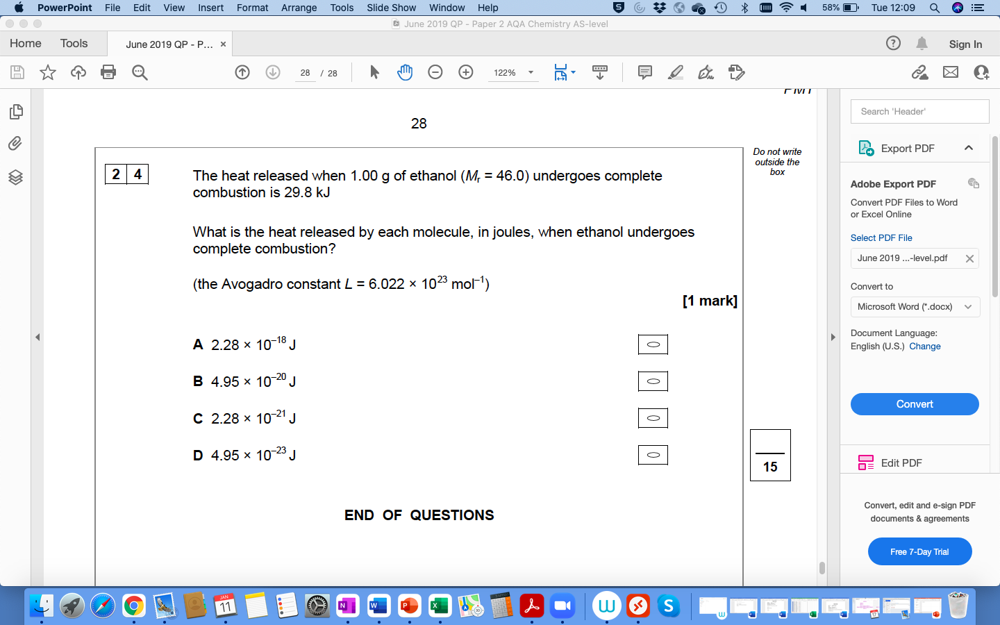 PowerPoint File Edit View Insert Format Arrange Tools Slide Show Window Help 58% Tue 12:09
June 2019 QP - Paper 2 AQA Chemistry AS-level
Home Tools June 2019 QP - P... × Sign In
28 / 28 122%
PMT
28
Do not write
outside the
box
2 4
The heat released when 1.00 g of ethanol (Mr = 46.0) undergoes complete
combustion is 29.8 kJ
What is the heat released by each molecule, in joules, when ethanol undergoes
complete combustion?
(the Avogadro constant L = 6.022 × 10²³ mol⁻¹)
[1 mark]
A 2.28 × 10⁻¹⁸ J
B 4.95 × 10⁻²⁰ J
C 2.28 × 10⁻²¹ J
D 4.95 × 10⁻²³ J
15
END OF QUESTIONS
Search 'Header'
Export PDF
Adobe Export PDF
Convert PDF Files to Word
or Excel Online
Select PDF File
June 2019 ...-level.pdf
Convert to
Microsoft Word (*.docx)
Document Language:
English (U.S.) Change
Convert
Edit PDF
Convert, edit and e-sign PDF
documents & agreements
Free 7-Day Trial
JAN
11